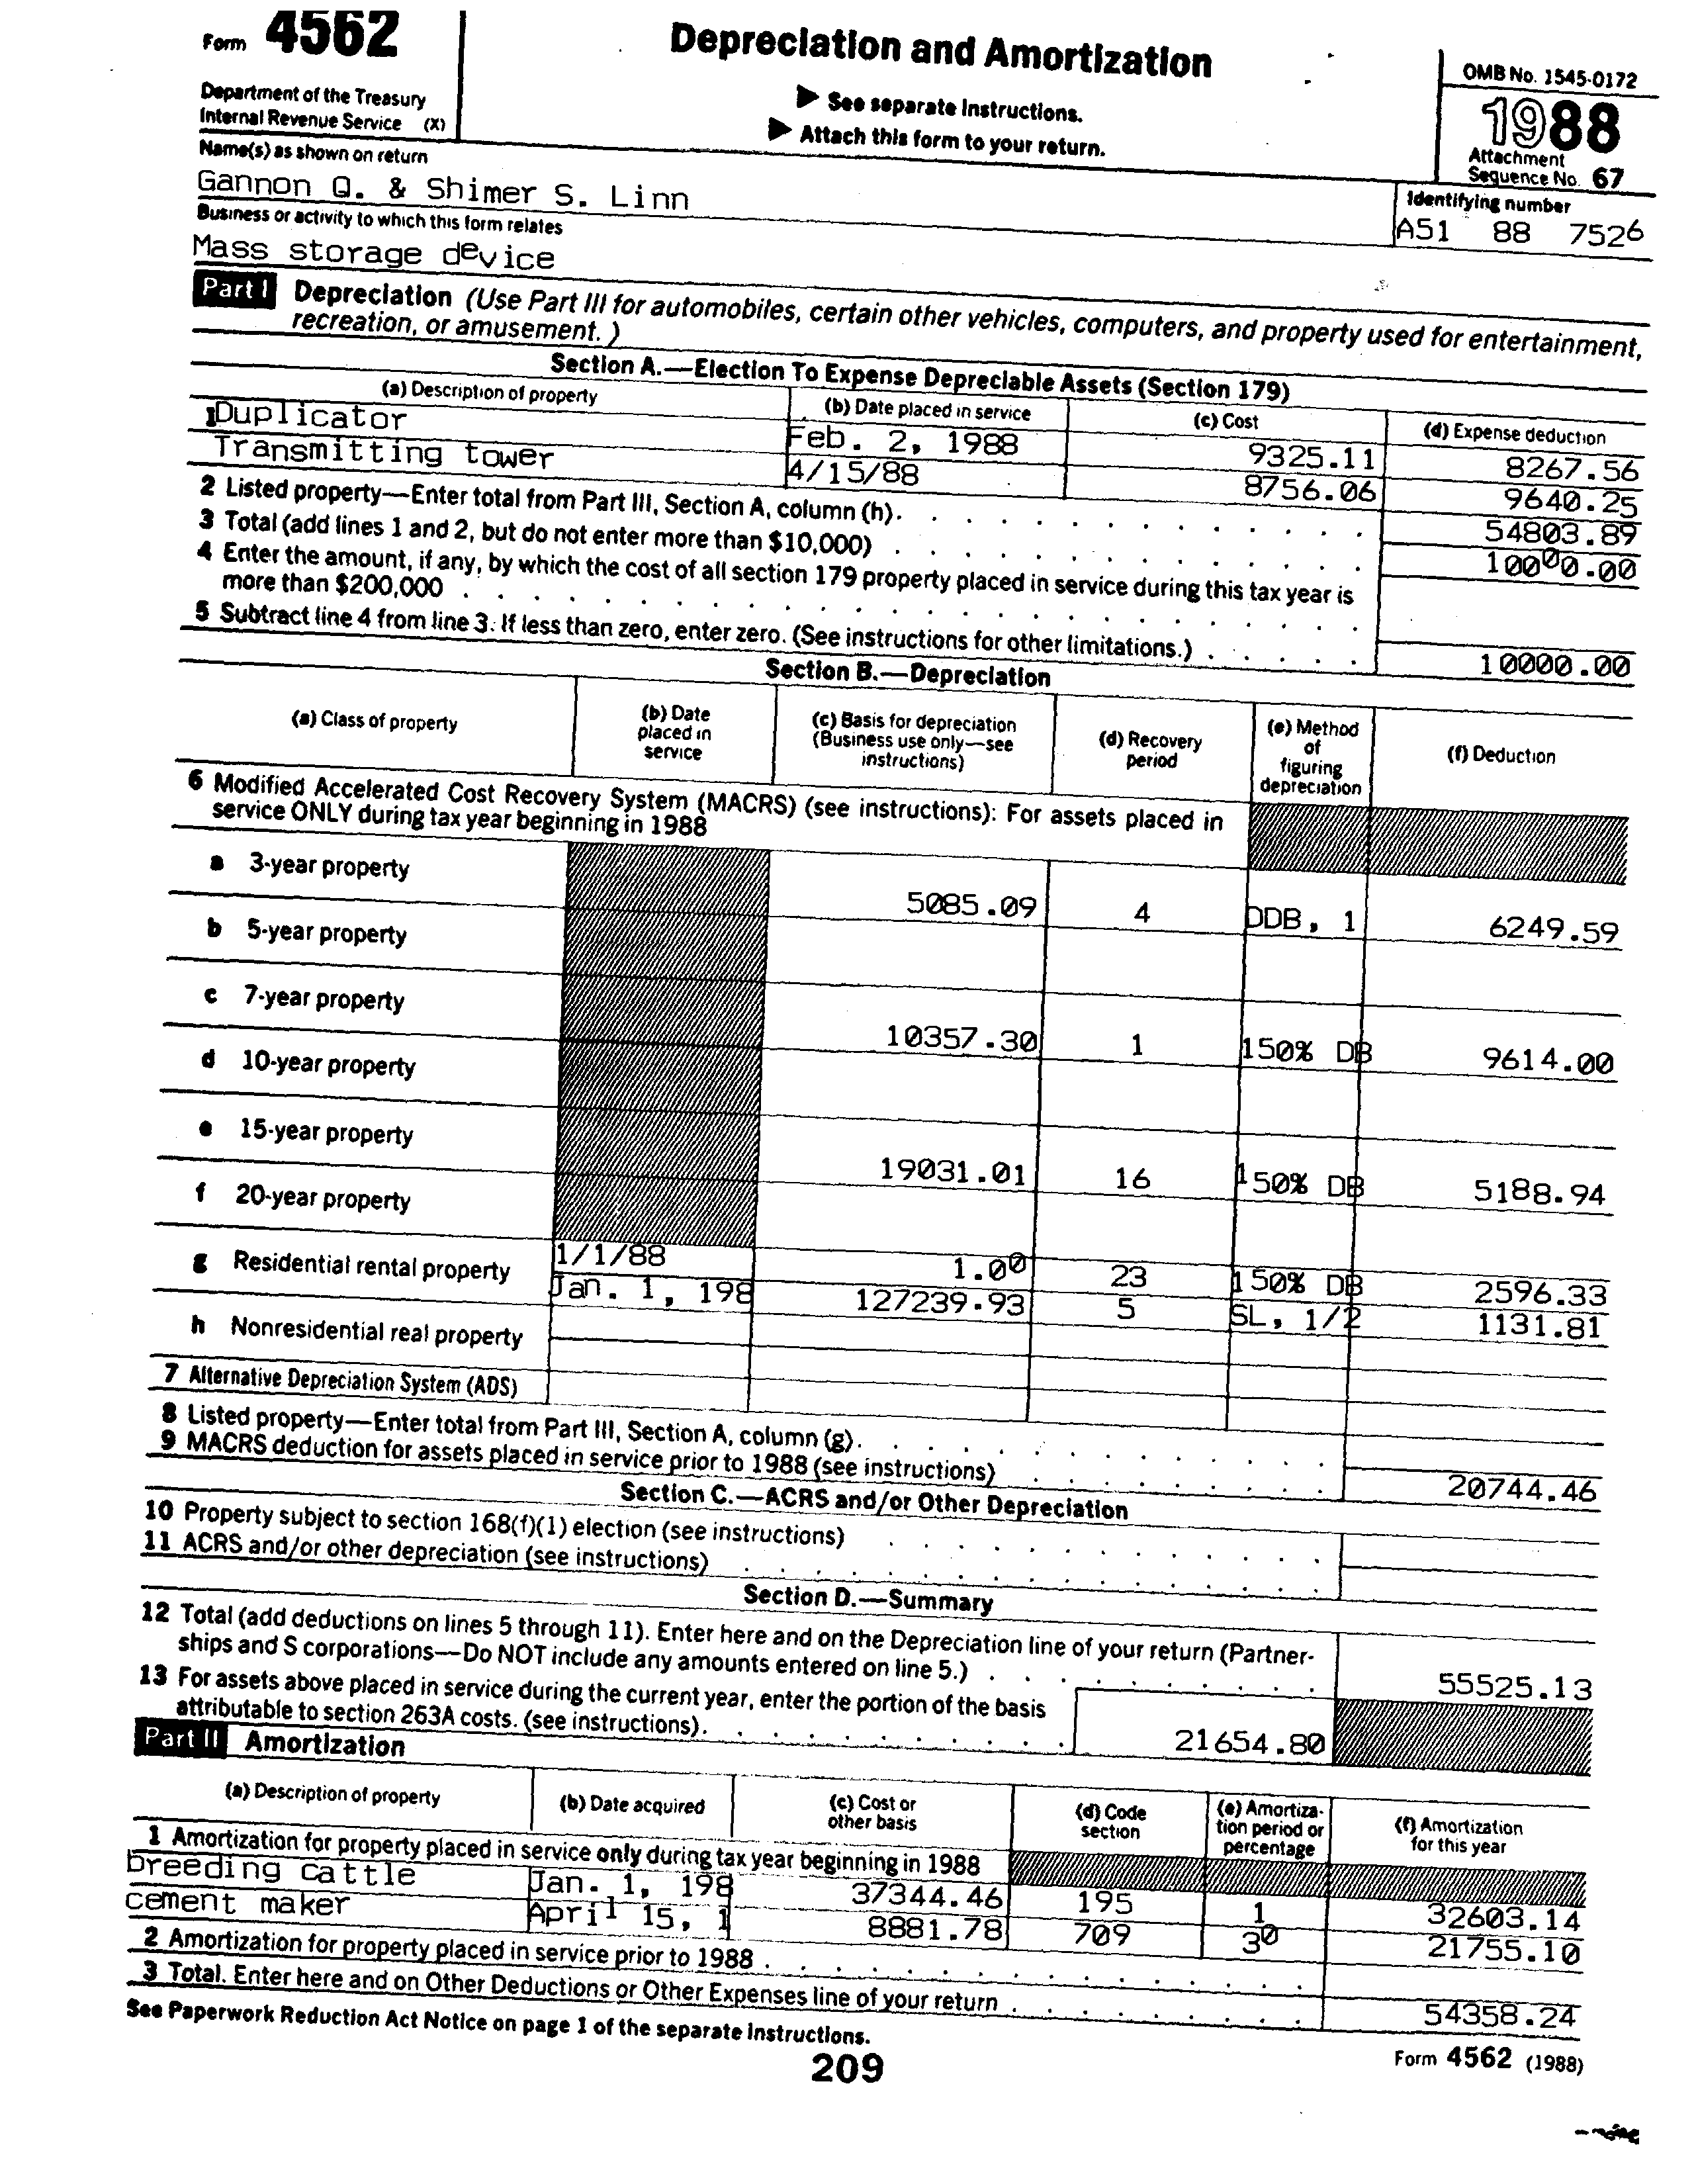 Form 4562
Depreciation and Amortization
OMB No. 1545-0172
Department of the Treasury
Internal Revenue Service (X)
▶ See separate Instructions.
▶ Attach this form to your return.
1988
Attachment
Sequence No. 67
Name(s) as shown on return
Gannon Q. & Shimer S. Linn
Identifying number
A51 88 7526
Business or activity to which this form relates
Mass storage device
Part I Depreciation (Use Part III for automobiles, certain other vehicles, computers, and property used for entertainment,
recreation, or amusement.)
Section A.—Election To Expense Depreciable Assets (Section 179)
(a) Description of property (b) Date placed in service (c) Cost (d) Expense deduction
1 Duplicator Feb. 2, 1988 9325.11 8267.56
Transmitting tower 4/15/88 8756.06 9640.25
2 Listed property—Enter total from Part III, Section A, column (h). 54803.89
3 Total (add lines 1 and 2, but do not enter more than $10,000) 10000.00
4 Enter the amount, if any, by which the cost of all section 179 property placed in service during this tax year is
more than $200,000
5 Subtract line 4 from line 3. If less than zero, enter zero. (See instructions for other limitations.) 10000.00
Section B.—Depreciation
(a) Class of property
(b) Date
placed in
service
(c) Basis for depreciation
(Business use only—see
instructions)
(d) Recovery
period
(e) Method
of
figuring
depreciation
(f) Deduction
6 Modified Accelerated Cost Recovery System (MACRS) (see instructions): For assets placed in
service ONLY during tax year beginning in 1988
a 3-year property 5085.09 4 DDB, 1 6249.59
b 5-year property
c 7-year property 10357.30 1 150% DB 9614.00
d 10-year property
e 15-year property 19031.01 16 150% DB 5188.94
f 20-year property
g Residential rental property 1/1/88 1.00 23 150% DB 2596.33
Jan. 1, 198 127239.93 5 SL, 1/2 1131.81
h Nonresidential real property
7 Alternative Depreciation System (ADS)
8 Listed property—Enter total from Part III, Section A, column (g).
9 MACRS deduction for assets placed in service prior to 1988 (see instructions) 20744.46
Section C.—ACRS and/or Other Depreciation
10 Property subject to section 168(f)(1) election (see instructions)
11 ACRS and/or other depreciation (see instructions)
Section D.—Summary
12 Total (add deductions on lines 5 through 11). Enter here and on the Depreciation line of your return (Partner-
ships and S corporations—Do NOT include any amounts entered on line 5.) 55525.13
13 For assets above placed in service during the current year, enter the portion of the basis
attributable to section 263A costs. (see instructions). 21654.80
Part II Amortization
(a) Description of property
(b) Date acquired
(c) Cost or
other basis
(d) Code
section
(e) Amortiza-
tion period or
percentage
(f) Amortization
for this year
1 Amortization for property placed in service only during tax year beginning in 1988
breeding cattle Jan. 1, 198 37344.46 195 1 32603.14
cement maker April 15, 1 8881.78 709 30 21755.10
2 Amortization for property placed in service prior to 1988
3 Total. Enter here and on Other Deductions or Other Expenses line of your return 54358.24
See Paperwork Reduction Act Notice on page 1 of the separate Instructions.
209
Form 4562 (1988)